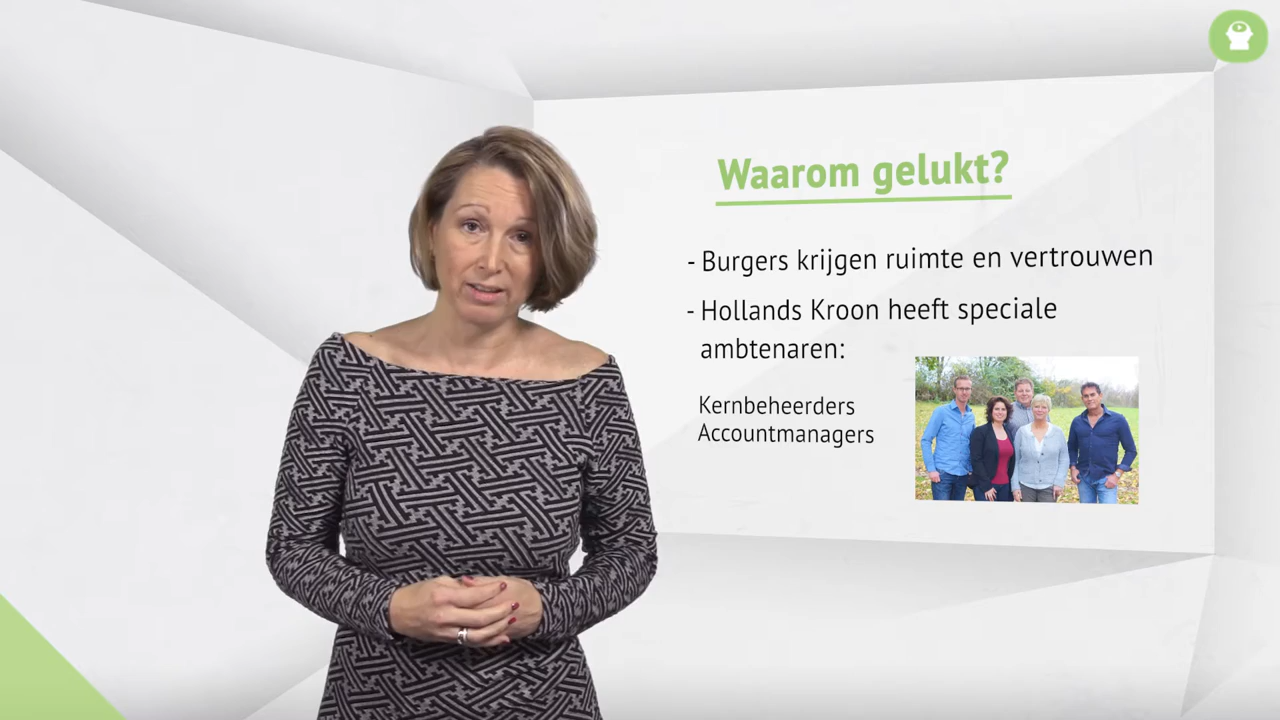 Waarom gelukt?
- Burgers krijgen ruimte en vertrouwen
- Hollands Kroon heeft speciale
ambtenaren:
Kernbeheerders
Accountmanagers